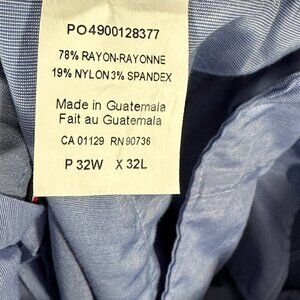 PO4900128377
78% RAYON-RAYONNE
19% NYLON 3% SPANDEX
Made in Guatemala
Fait au Guatemala
CA 01129 RN 90736
P 32W X 32L